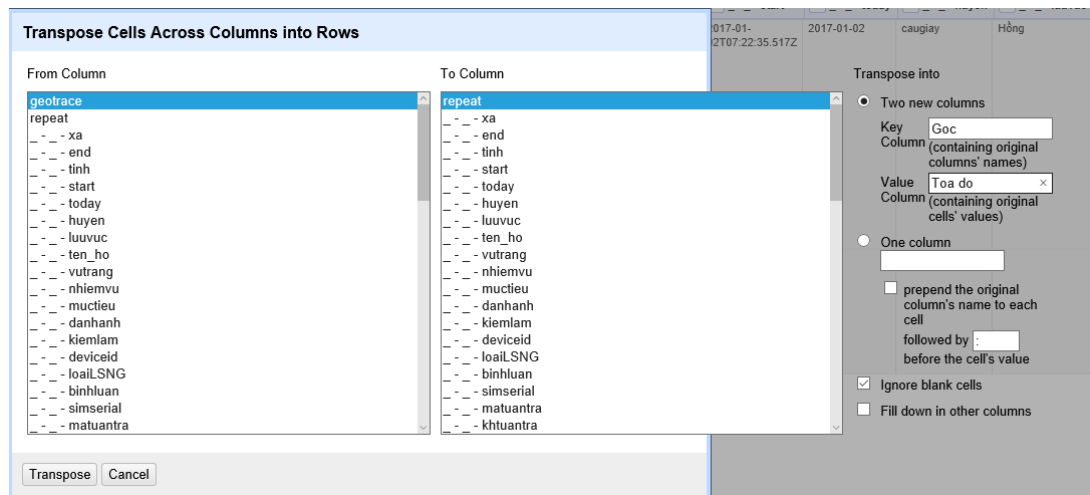 Transpose Cells Across Columns into Rows
2017-01-
02T07:22:35.517Z
2017-01-02
caugiay
Hồng
From Column
geotrace
repeat
_ - _ - xa
_ - _ - end
_ - _ - tinh
_ - _ - start
_ - _ - today
_ - _ - huyen
_ - _ - luuvuc
_ - _ - ten_ho
_ - _ - vutrang
_ - _ - nhiemvu
_ - _ - muctieu
_ - _ - danhanh
_ - _ - kiemlam
_ - _ - deviceid
_ - _ - loaiLSNG
_ - _ - binhluan
_ - _ - simserial
_ - _ - matuantra
To Column
repeat
_ - _ - xa
_ - _ - end
_ - _ - tinh
_ - _ - start
_ - _ - today
_ - _ - huyen
_ - _ - luuvuc
_ - _ - ten_ho
_ - _ - vutrang
_ - _ - nhiemvu
_ - _ - muctieu
_ - _ - danhanh
_ - _ - kiemlam
_ - _ - deviceid
_ - _ - loaiLSNG
_ - _ - binhluan
_ - _ - simserial
_ - _ - matuantra
_ - _ - khtuantra
Transpose into
Two new columns
Key Goc
Column (containing original
columns' names)
Value Toa do ×
Column (containing original
cells' values)
One column
prepend the original
column's name to each
cell
followed by :
before the cell's value
Ignore blank cells
Fill down in other columns
Transpose Cancel